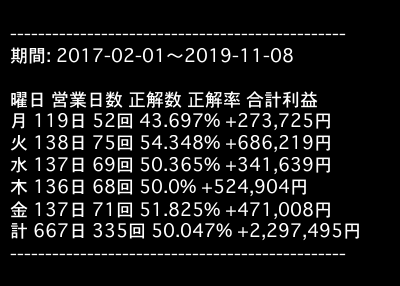 ------------------------------------------------
期間: 2017-02-01～2019-11-08
曜日 営業日数 正解数 正解率 合計利益
月 119日 52回 43.697% +273,725円
火 138日 75回 54.348% +686,219円
水 137日 69回 50.365% +341,639円
木 136日 68回 50.0% +524,904円
金 137日 71回 51.825% +471,008円
計 667日 335回 50.047% +2,297,495円
------------------------------------------------